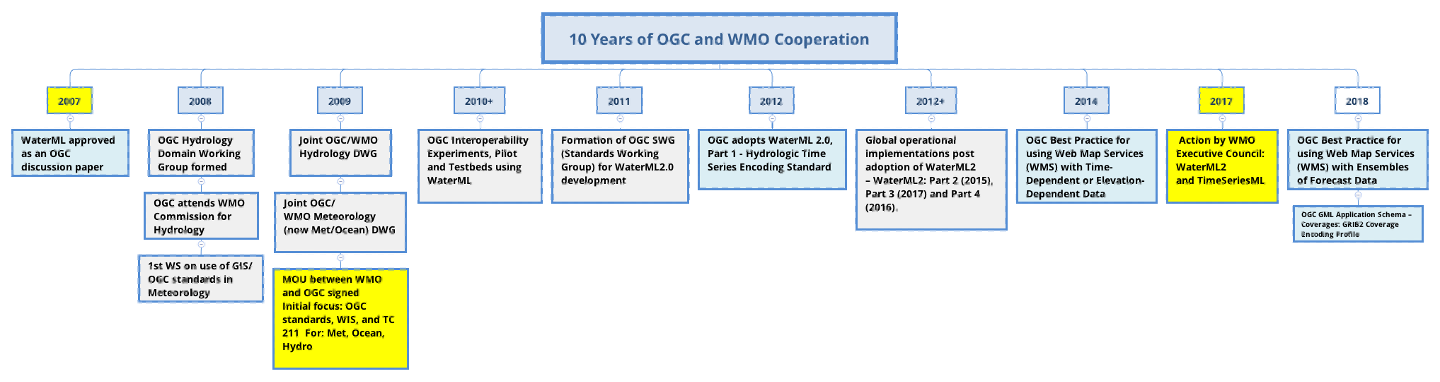 10 Years of OGC and WMO Cooperation
2007
WaterML approved
as an OGC
discussion paper
2008
OGC Hydrology
Domain Working
Group formed
OGC attends WMO
Commission for
Hydrology
1st WS on use of GIS/
OGC standards in
Meteorology
2009
Joint OGC/WMO
Hydrology DWG
Joint OGC/
WMO Meteorology
(now Met/Ocean) DWG
MOU between WMO
and OGC signed
Initial focus: OGC
standards, WIS, and TC
211 For: Met, Ocean,
Hydro
2010+
OGC Interoperability
Experiments, Pilot
and Testbeds using
WaterML
2011
Formation of OGC SWG
(Standards Working
Group) for WaterML2.0
development
2012
OGC adopts WaterML 2.0,
Part 1 - Hydrologic Time
Series Encoding Standard
2012+
Global operational
implementations post
adoption of WaterML2
– WaterML2: Part 2 (2015),
Part 3 (2017) and Part 4
(2016).
2014
OGC Best Practice for
using Web Map Services
(WMS) with Time-
Dependent or Elevation-
Dependent Data
2017
Action by WMO
Executive Council:
WaterML2
and TimeSeriesML
2018
OGC Best Practice for
using Web Map Services
(WMS) with Ensembles
of Forecast Data
OGC GML Application Schema –
Coverages: GRIB2 Coverage
Encoding Profile